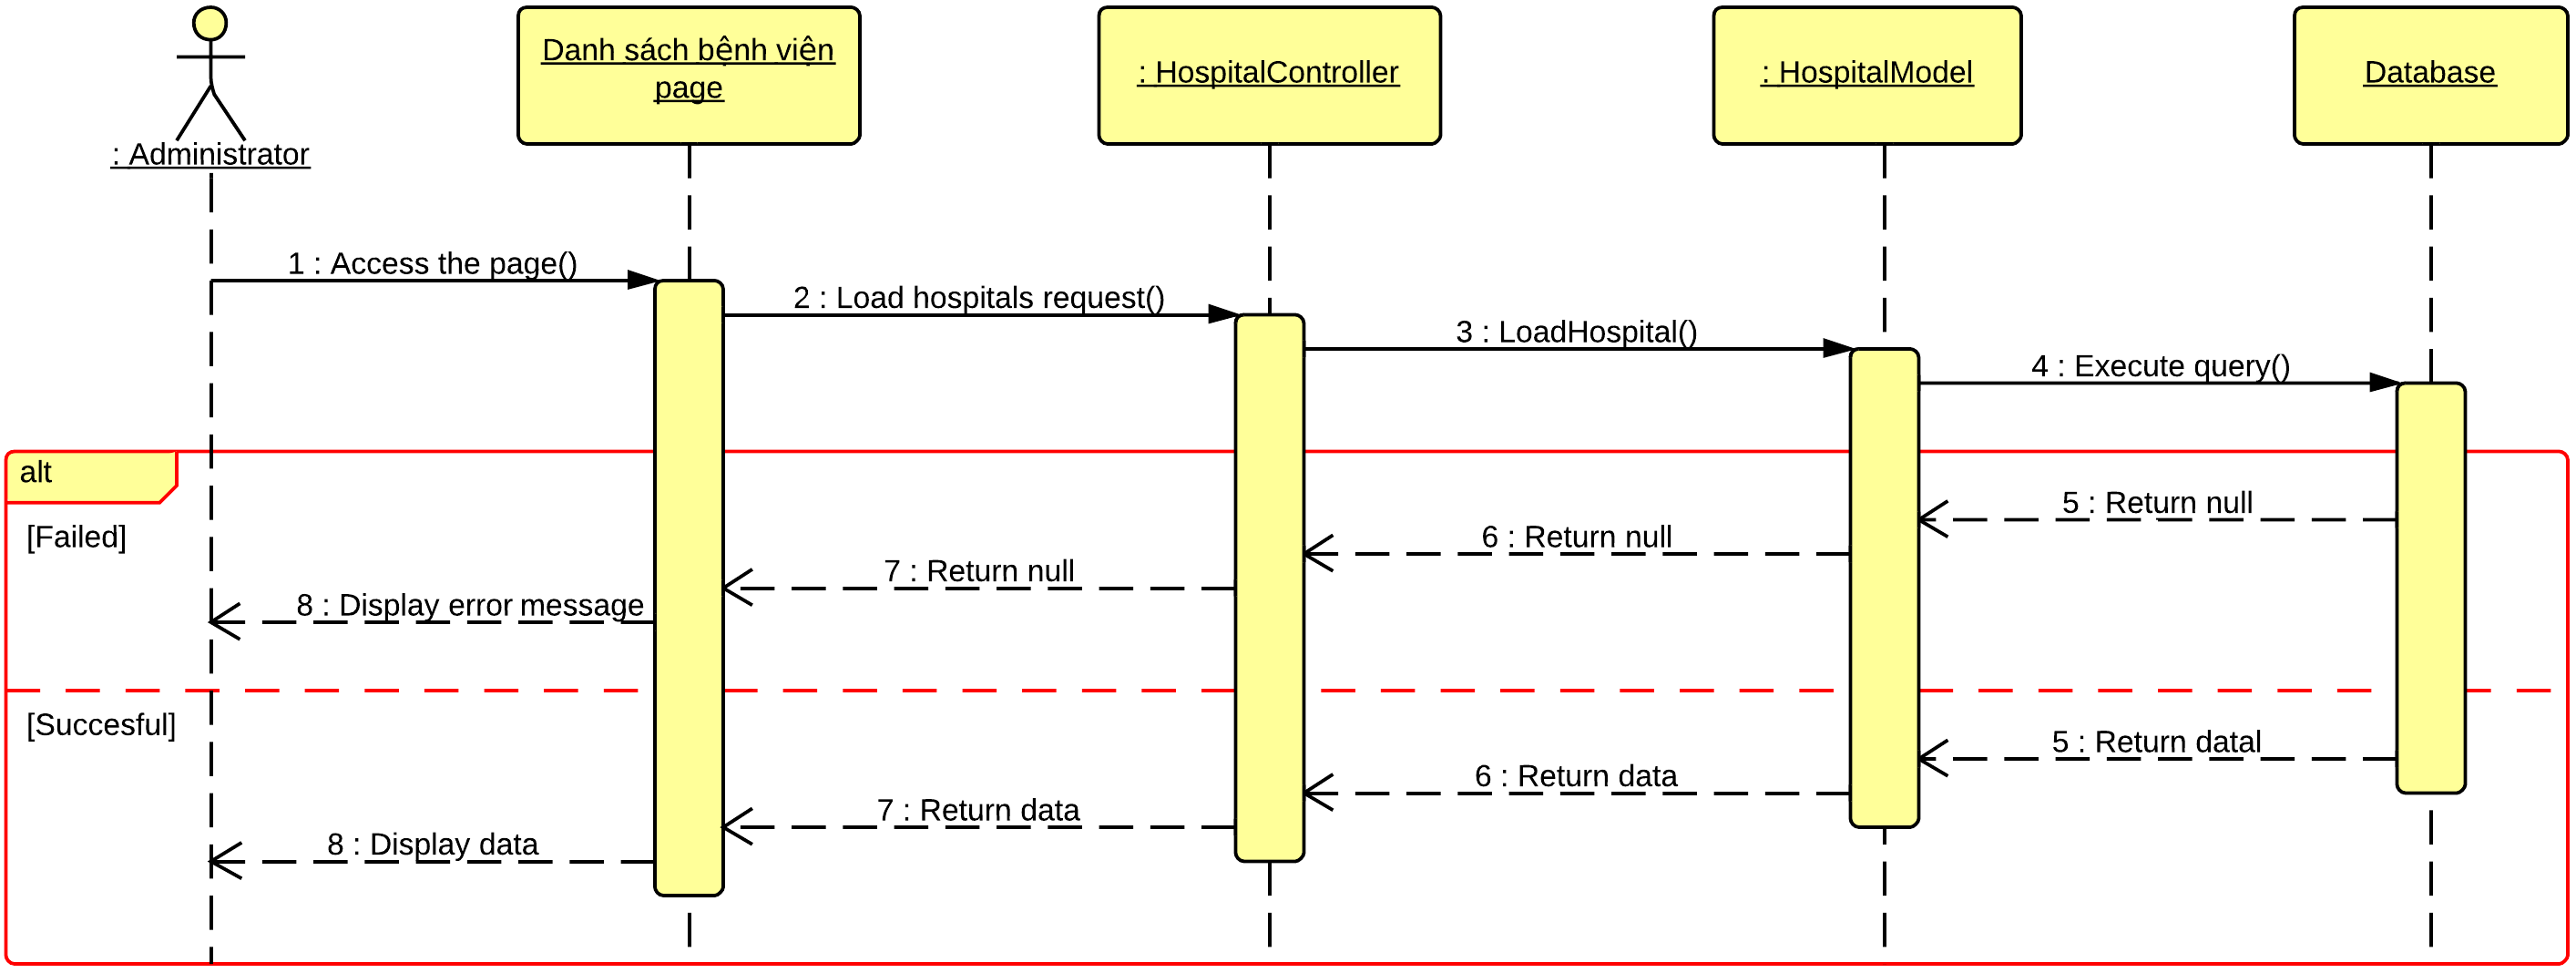 : Administrator
Danh sách bệnh viện
page
: HospitalController
: HospitalModel
Database
1 : Access the page()
2 : Load hospitals request()
3 : LoadHospital()
4 : Execute query()
alt
[Failed]
5 : Return null
6 : Return null
7 : Return null
8 : Display error message
[Succesful]
5 : Return datal
6 : Return data
7 : Return data
8 : Display data